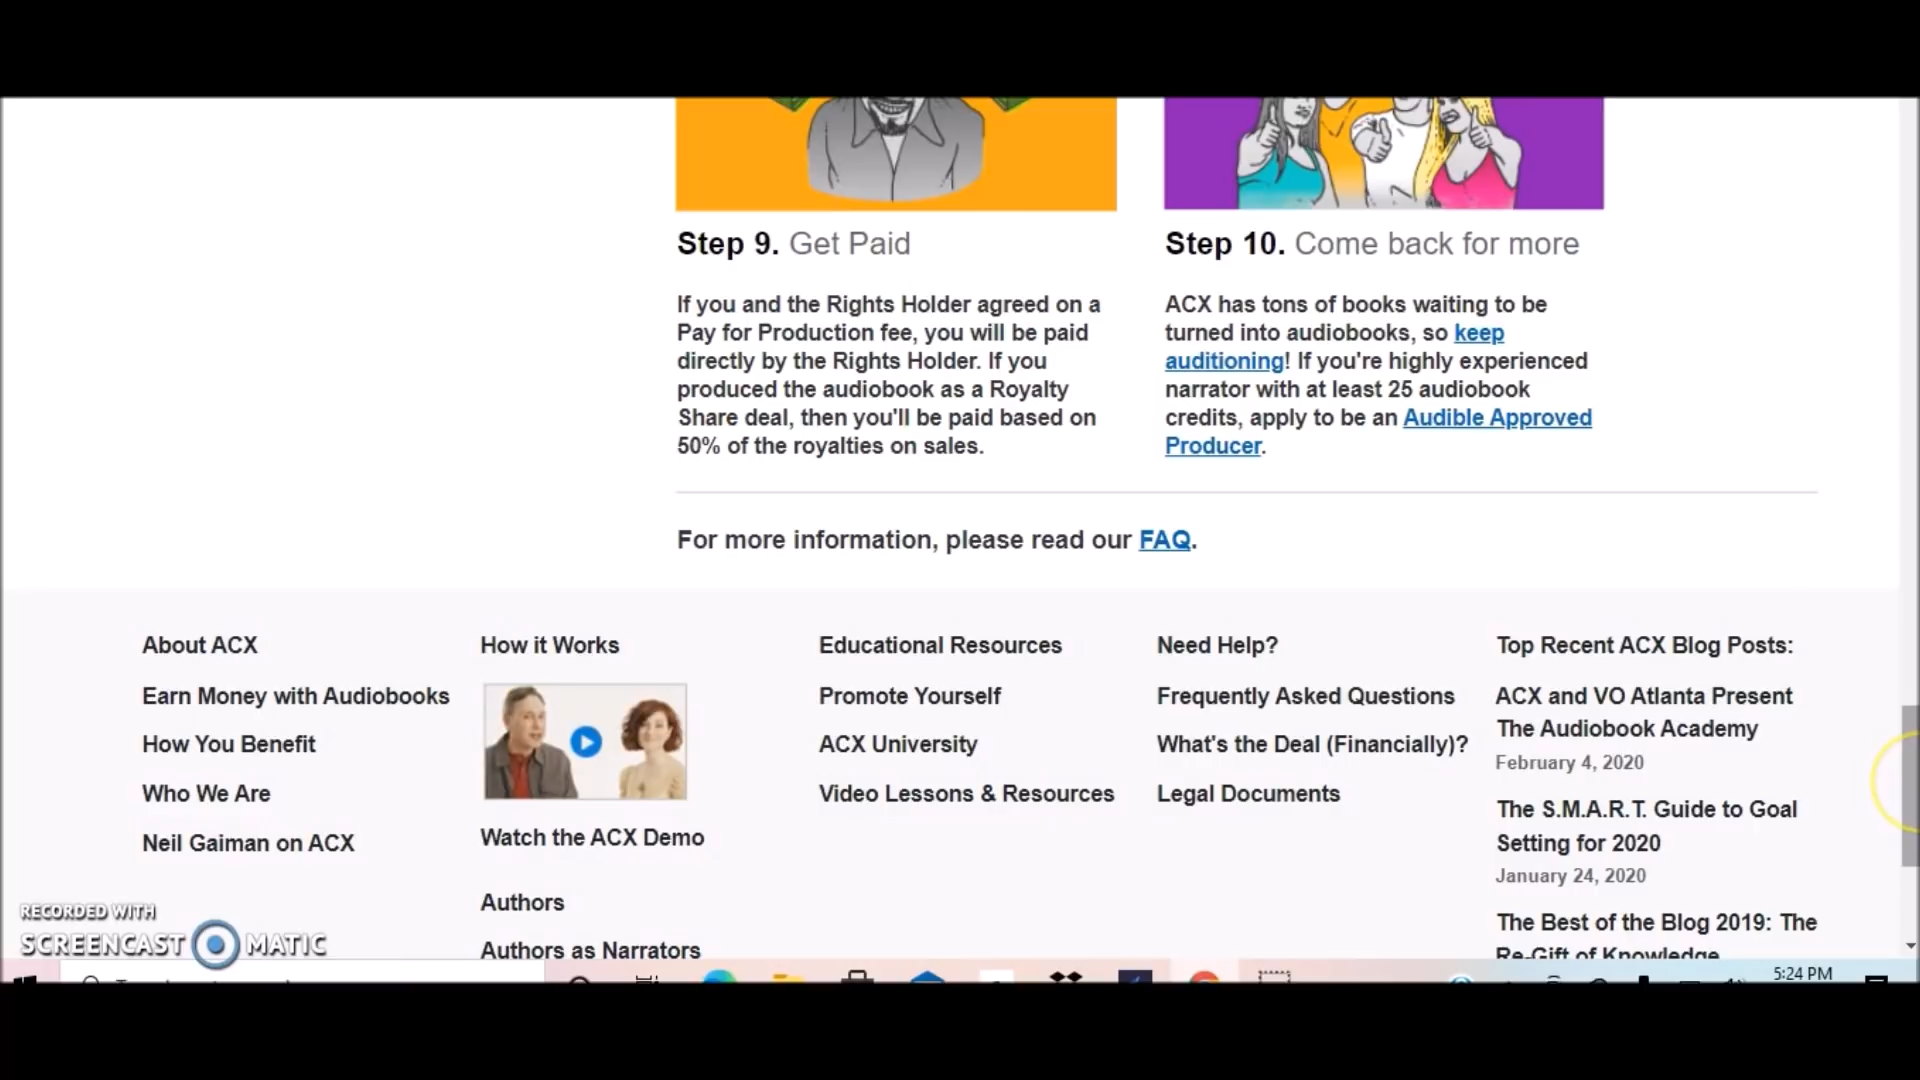 Step 9. Get Paid
If you and the Rights Holder agreed on a
Pay for Production fee, you will be paid
directly by the Rights Holder. If you
produced the audiobook as a Royalty
Share deal, then you'll be paid based on
50% of the royalties on sales.
Step 10. Come back for more
ACX has tons of books waiting to be
turned into audiobooks, so keep
auditioning! If you're highly experienced
narrator with at least 25 audiobook
credits, apply to be an Audible Approved
Producer.
For more information, please read our FAQ.
About ACX
Earn Money with Audiobooks
How You Benefit
Who We Are
Neil Gaiman on ACX
How it Works
Watch the ACX Demo
Authors
Authors as Narrators
Educational Resources
Promote Yourself
ACX University
Video Lessons & Resources
Need Help?
Frequently Asked Questions
What's the Deal (Financially)?
Legal Documents
Top Recent ACX Blog Posts:
ACX and VO Atlanta Present
The Audiobook Academy
February 4, 2020
The S.M.A.R.T. Guide to Goal
Setting for 2020
January 24, 2020
The Best of the Blog 2019: The
Re-Gift of Knowledge
RECORDED WITH
SCREENCAST MATIC
5:24 PM